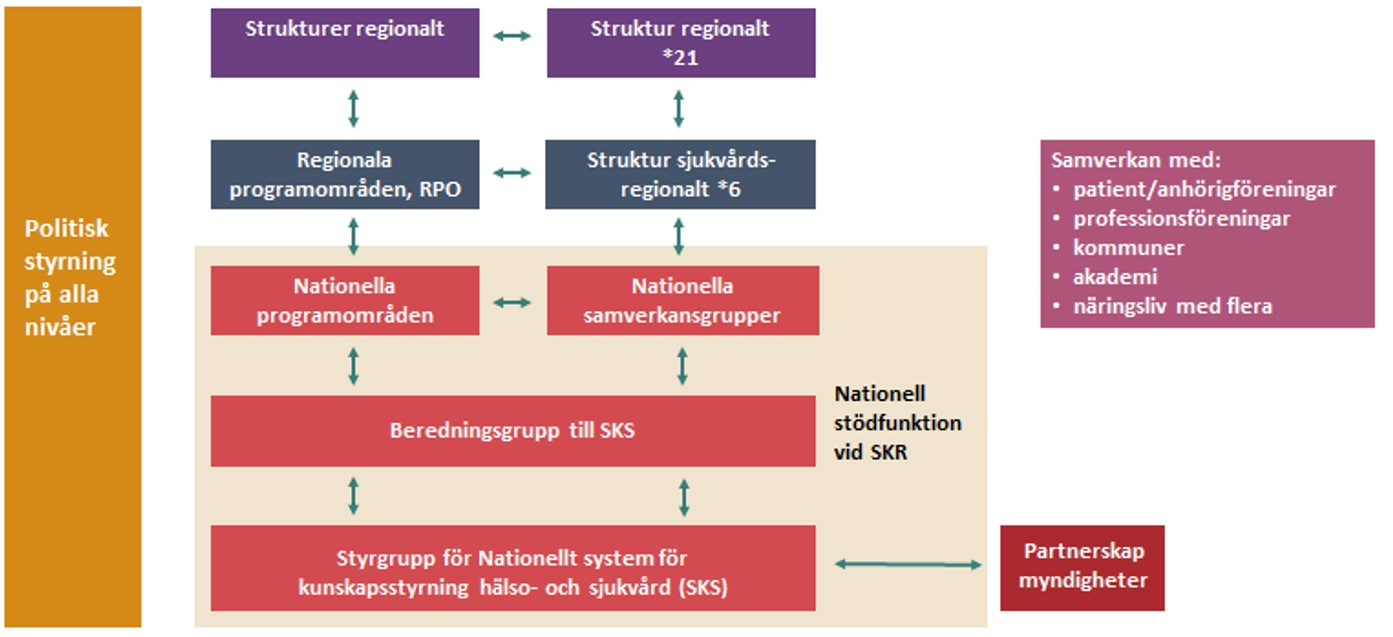 Politisk
styrning
på alla
nivåer
Strukturer regionalt
Struktur regionalt
*21
Regionala
programområden, RPO
Struktur sjukvårds-
regionalt *6
Nationella
programområden
Nationella
samverkansgrupper
Beredningsgrupp till SKS
Nationell
stödfunktion
vid SKR
Styrgrupp för Nationellt system för
kunskapsstyrning hälso- och sjukvård (SKS)
Partnerskap
myndigheter
Samverkan med:
• patient/anhörigföreningar
• professionsföreningar
• kommuner
• akademi
• näringsliv med flera